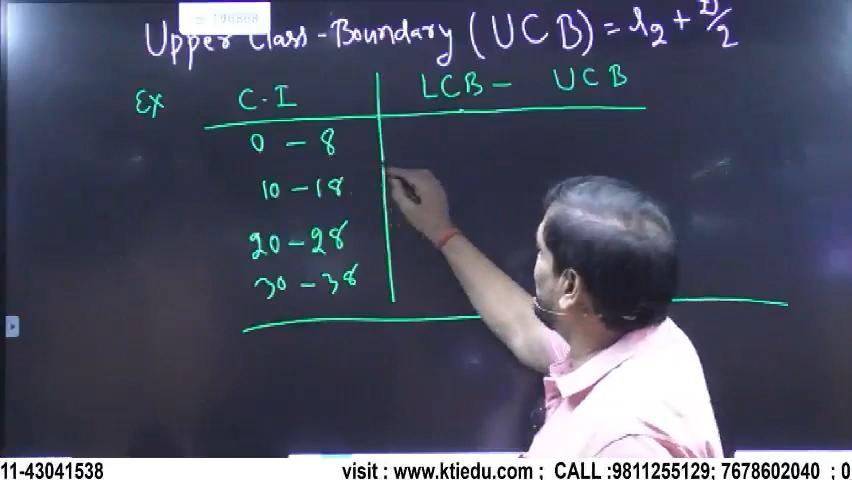 Upper Class-Boundary (UCB) = l2 + D/2
Ex C.I LCB - UCB
0 - 8
10 - 18
20 - 28
30 - 38
11-43041538 visit : www.ktiedu.com ; CALL :9811255129; 7678602040 ; 0